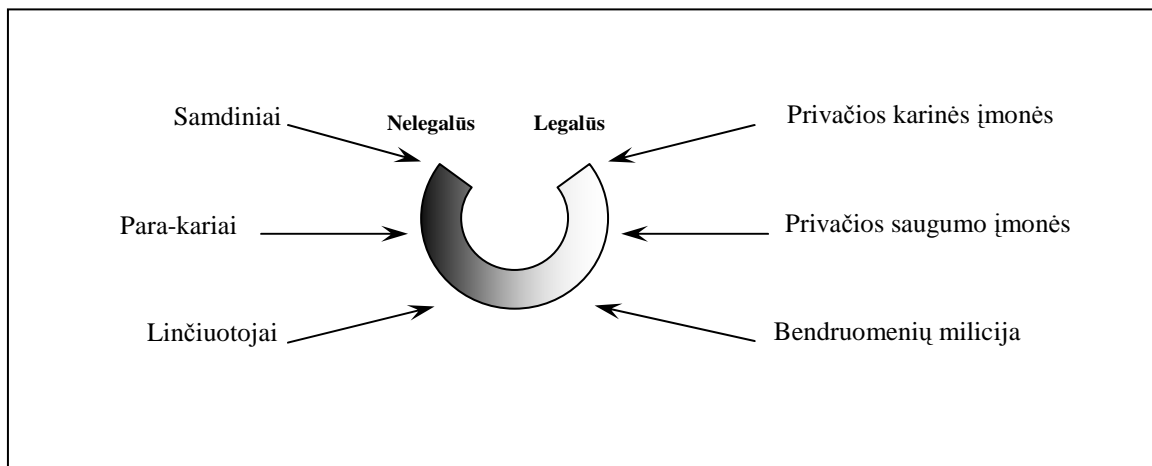 Samdiniai
Nelegalūs
Legalūs
Privačios karinės įmonės
Para-kariai
Privačios saugumo įmonės
Linčiuotojai
Bendruomenių milicija